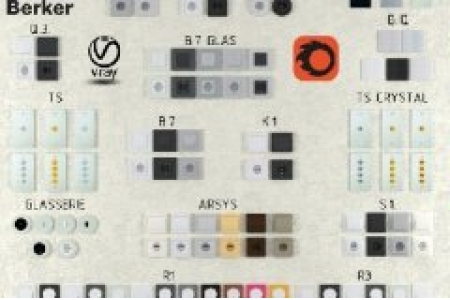 Berker
Q.3
B.7 GLAS
B.IQ
vray
TS
TS CRYSTAL
B.7
K.1
GLASSERIE
ARSYS
S.1
R.1
R.3